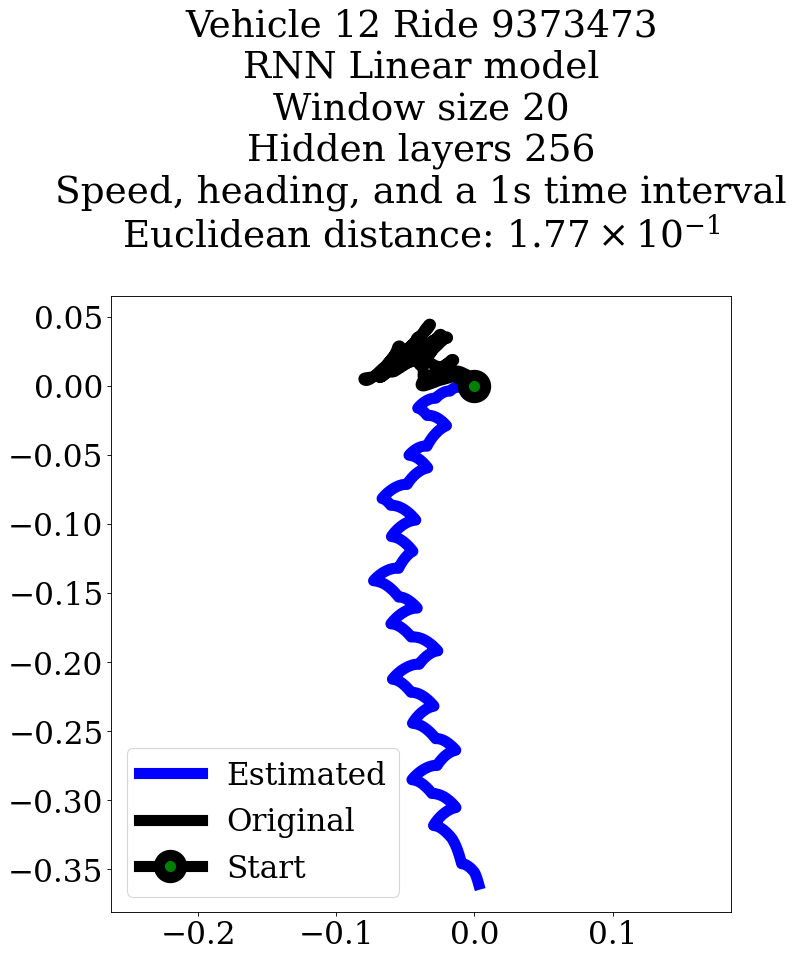 Vehicle 12 Ride 9373473
RNN Linear model
Window size 20
Hidden layers 256
Speed, heading, and a 1s time interval
Euclidean distance: 1.77 × 10⁻¹
0.05
0.00
−0.05
−0.10
−0.15
−0.20
−0.25
−0.30
−0.35
Estimated
Original
Start
−0.2
−0.1
0.0
0.1